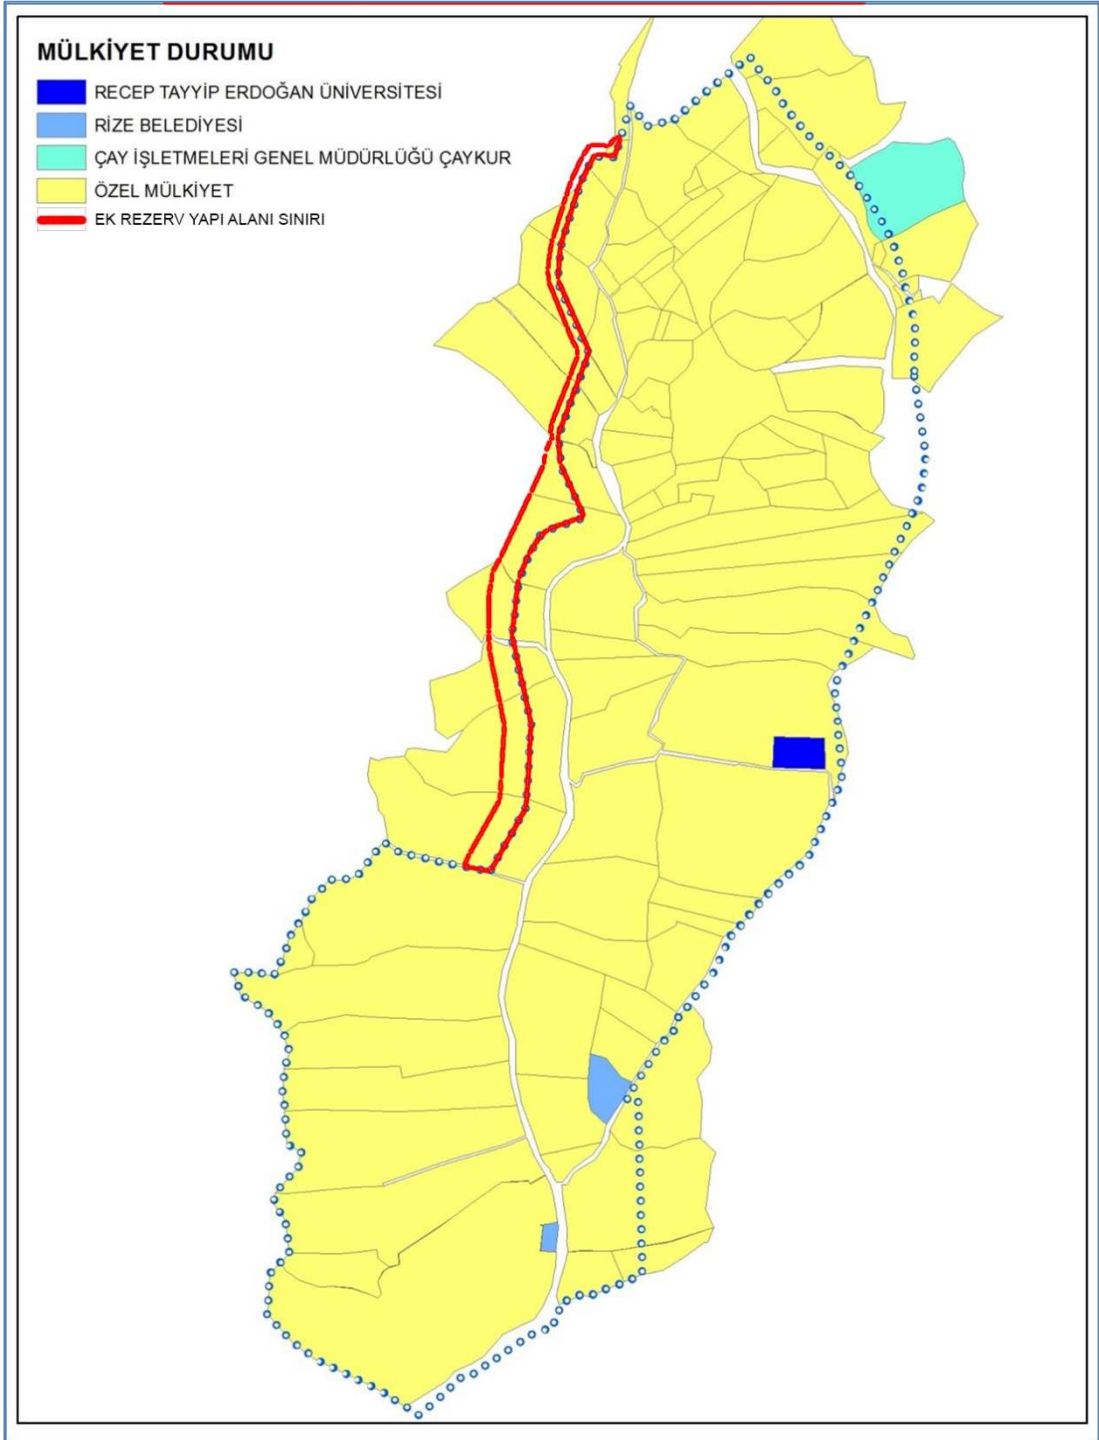 MÜLKİYET DURUMU
RECEP TAYYİP ERDOĞAN ÜNİVERSİTESİ
RİZE BELEDİYESİ
ÇAY İŞLETMELERİ GENEL MÜDÜRLÜĞÜ ÇAYKUR
ÖZEL MÜLKİYET
EK REZERV YAPI ALANI SINIRI